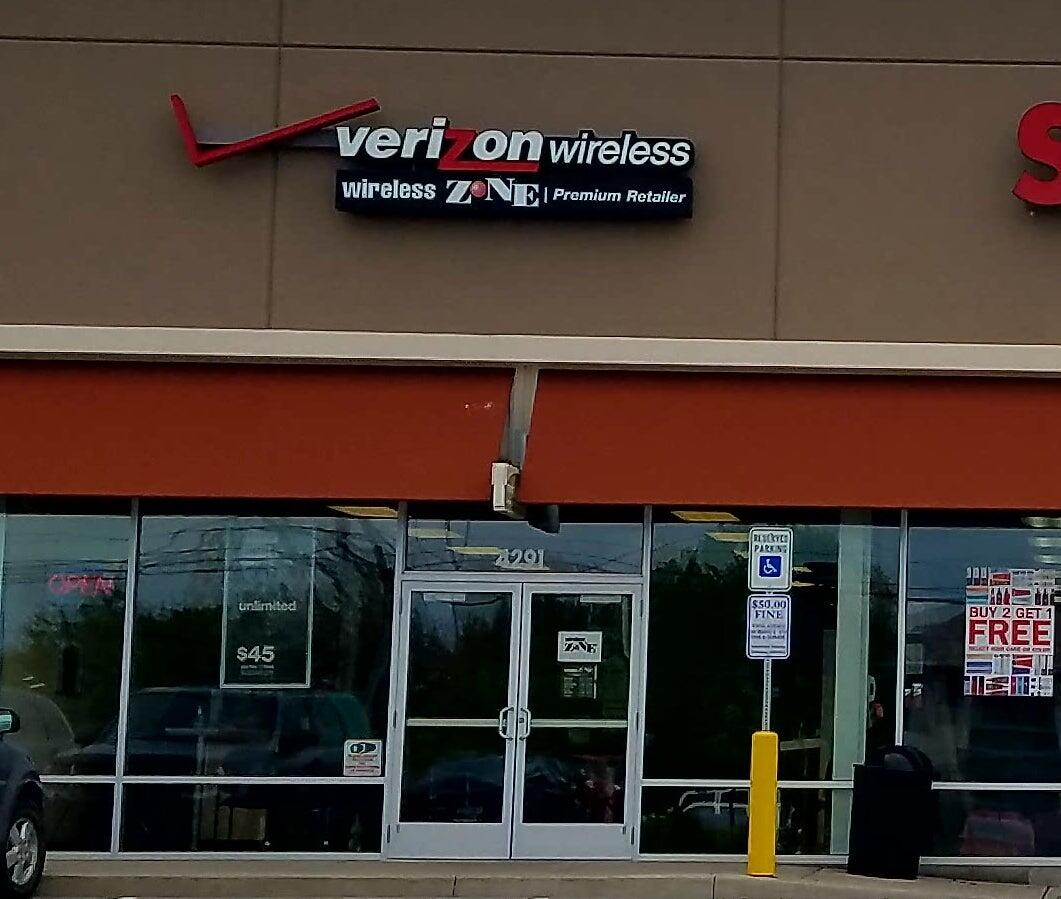 verizon wireless
wireless ZONE | Premium Retailer
S
4291
OPEN
unlimited
$45
RESERVED
PARKING
$50.00
FINE
ZONE
BUY 2 GET 1
FREE